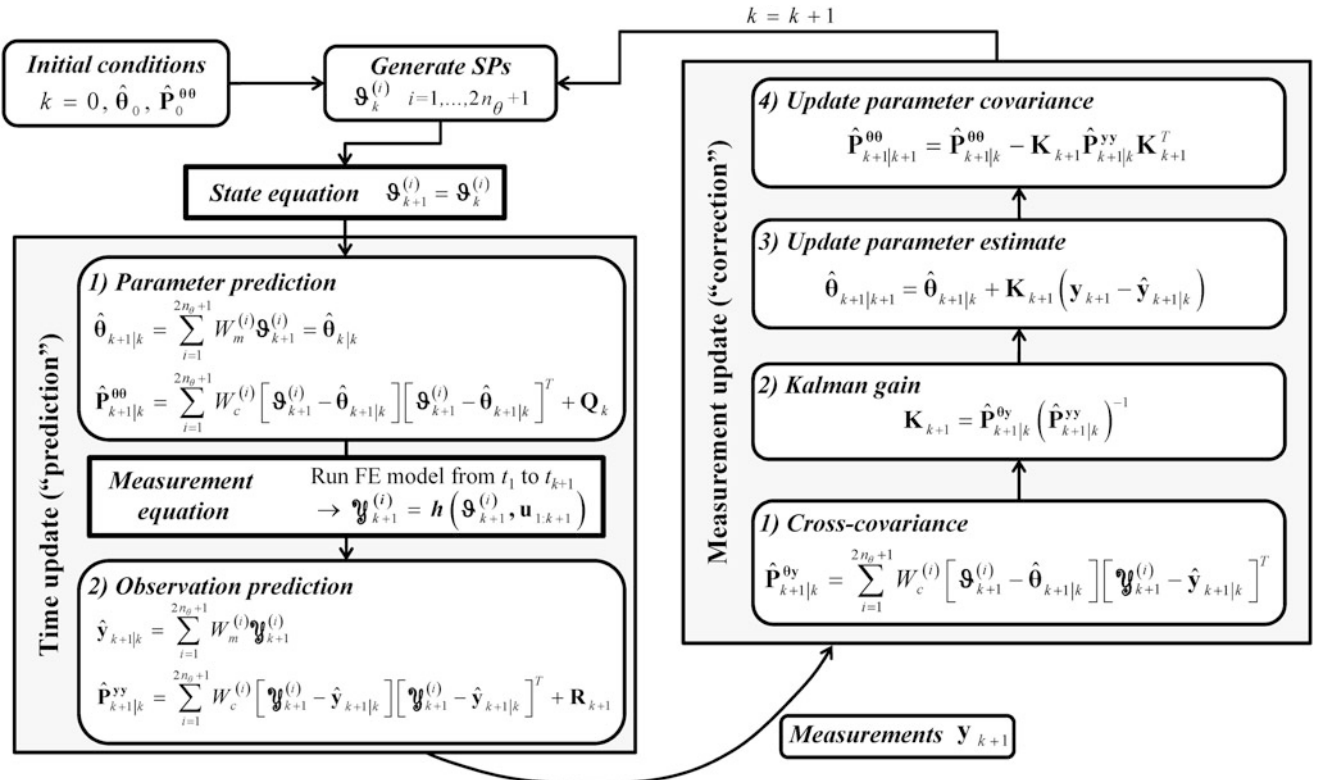 k = k + 1
Initial conditions
k = 0, θ̂₀, P̂₀^θθ
Generate SPs
ϑ_k^(i) i=1,...,2n_θ+1
State equation ϑ_{k+1}^(i) = ϑ_k^(i)
Time update (“prediction”)
1) Parameter prediction
θ̂_{k+1|k} = ∑_{i=1}^{2n_θ+1} W_m^(i) ϑ_{k+1}^(i) = θ̂_{k|k}
P̂_{k+1|k}^θθ = ∑_{i=1}^{2n_θ+1} W_c^(i) [ϑ_{k+1}^(i) − θ̂_{k+1|k}][ϑ_{k+1}^(i) − θ̂_{k+1|k}]^T + Q_k
Measurement
equation
Run FE model from t₁ to t_{k+1}
→ 𝓨_{k+1}^(i) = h(ϑ_{k+1}^(i), u_{1:k+1})
2) Observation prediction
ŷ_{k+1|k} = ∑_{i=1}^{2n_θ+1} W_m^(i) 𝓨_{k+1}^(i)
P̂_{k+1|k}^yy = ∑_{i=1}^{2n_θ+1} W_c^(i) [𝓨_{k+1}^(i) − ŷ_{k+1|k}][𝓨_{k+1}^(i) − ŷ_{k+1|k}]^T + R_{k+1}
Measurement update (“correction”)
4) Update parameter covariance
P̂_{k+1|k+1}^θθ = P̂_{k+1|k}^θθ − K_{k+1} P̂_{k+1|k}^yy K_{k+1}^T
3) Update parameter estimate
θ̂_{k+1|k+1} = θ̂_{k+1|k} + K_{k+1} (y_{k+1} − ŷ_{k+1|k})
2) Kalman gain
K_{k+1} = P̂_{k+1|k}^θy (P̂_{k+1|k}^yy)^−1
1) Cross-covariance
P̂_{k+1|k}^θy = ∑_{i=1}^{2n_θ+1} W_c^(i) [ϑ_{k+1}^(i) − θ̂_{k+1|k}][𝓨_{k+1}^(i) − ŷ_{k+1|k}]^T
Measurements y_{k+1}